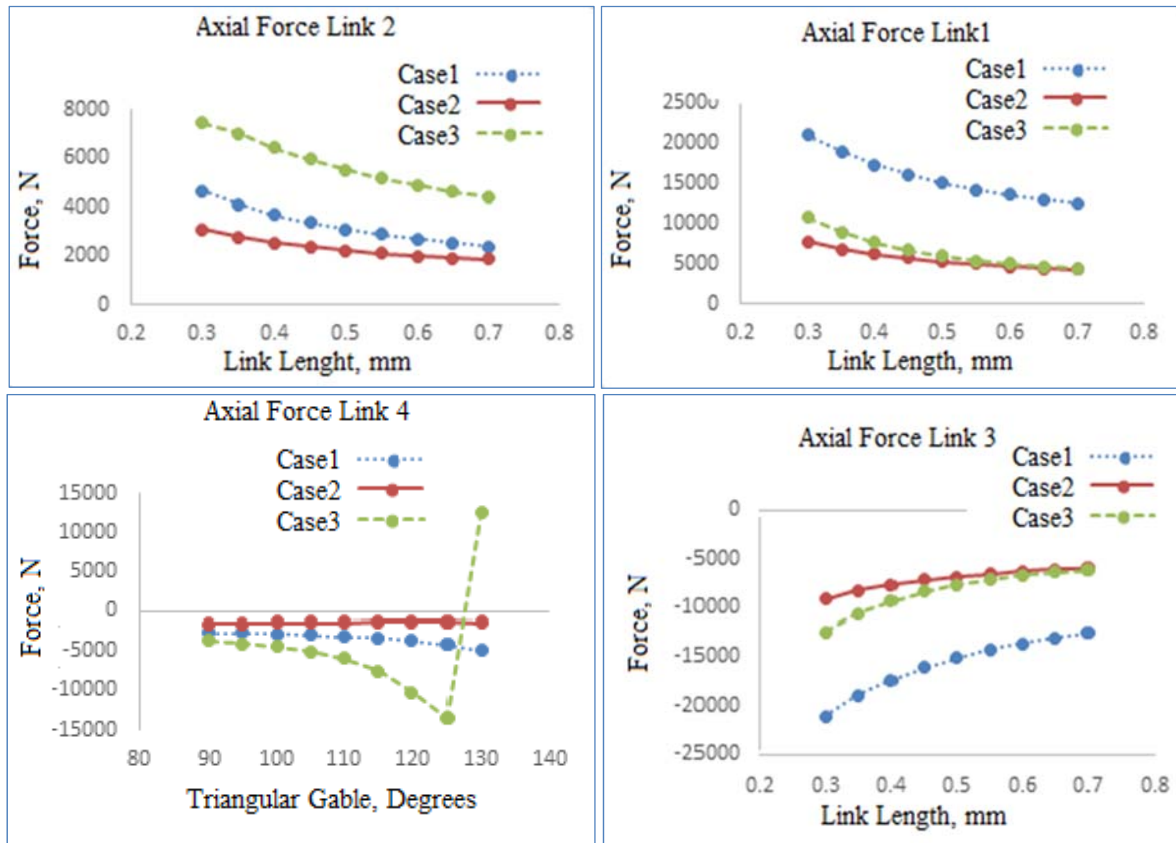 Axial Force Link 2
Case1
Case2
Case3
8000
6000
4000
2000
0
Force, N
0.2 0.3 0.4 0.5 0.6 0.7 0.8
Link Lenght, mm
Axial Force Link1
Case1
Case2
Case3
25000
20000
15000
10000
5000
0
Force, N
0.2 0.3 0.4 0.5 0.6 0.7 0.8
Link Length, mm
Axial Force Link 4
Case1
Case2
Case3
15000
10000
5000
0
-5000
-10000
-15000
Force, N
80 90 100 110 120 130 140
Triangular Gable, Degrees
Axial Force Link 3
Case1
Case2
Case3
0
-5000
-10000
-15000
-20000
-25000
Force, N
0.2 0.3 0.4 0.5 0.6 0.7 0.8
Link Length, mm